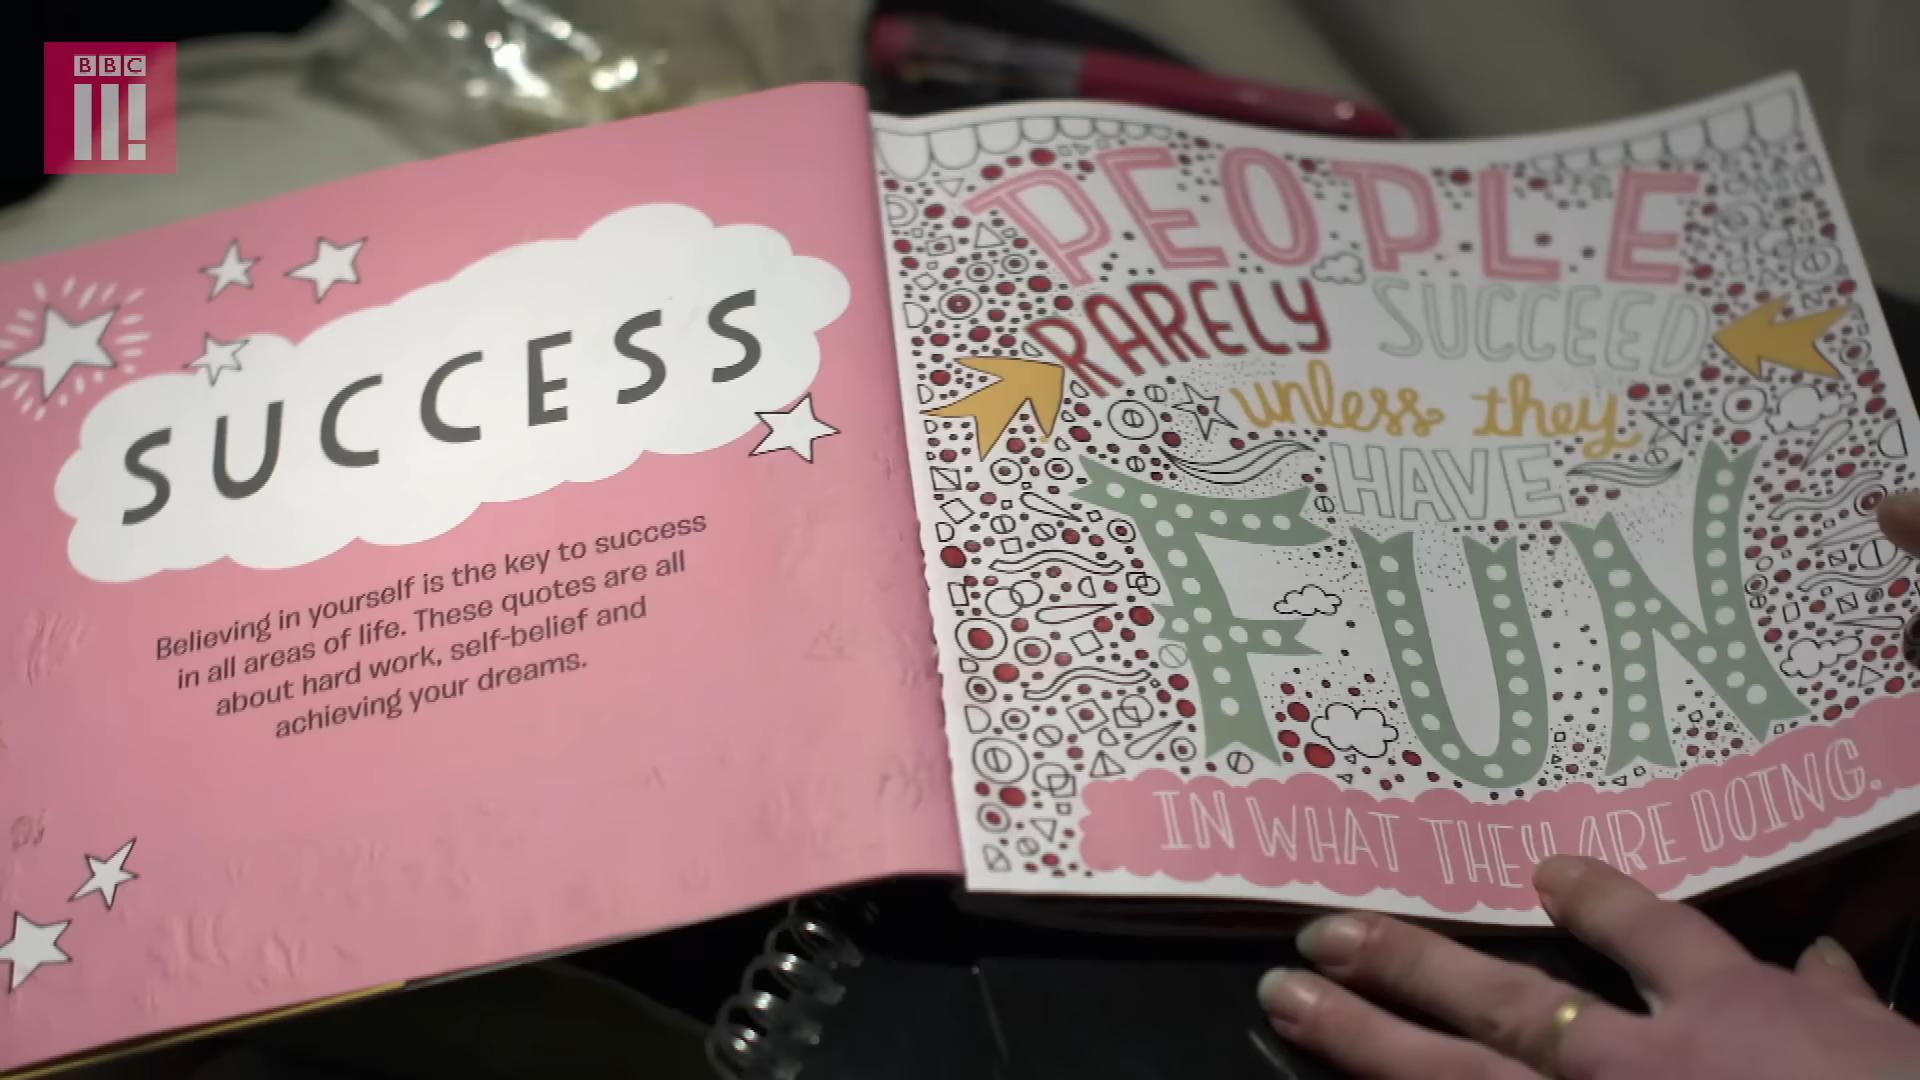 BBC
SUCCESS
Believing in yourself is the key to success
in all areas of life. These quotes are all
about hard work, self-belief and
achieving your dreams.
PEOPLE
RARELY SUCCEED
unless they
HAVE
FUN
IN WHAT THEY ARE DOING.